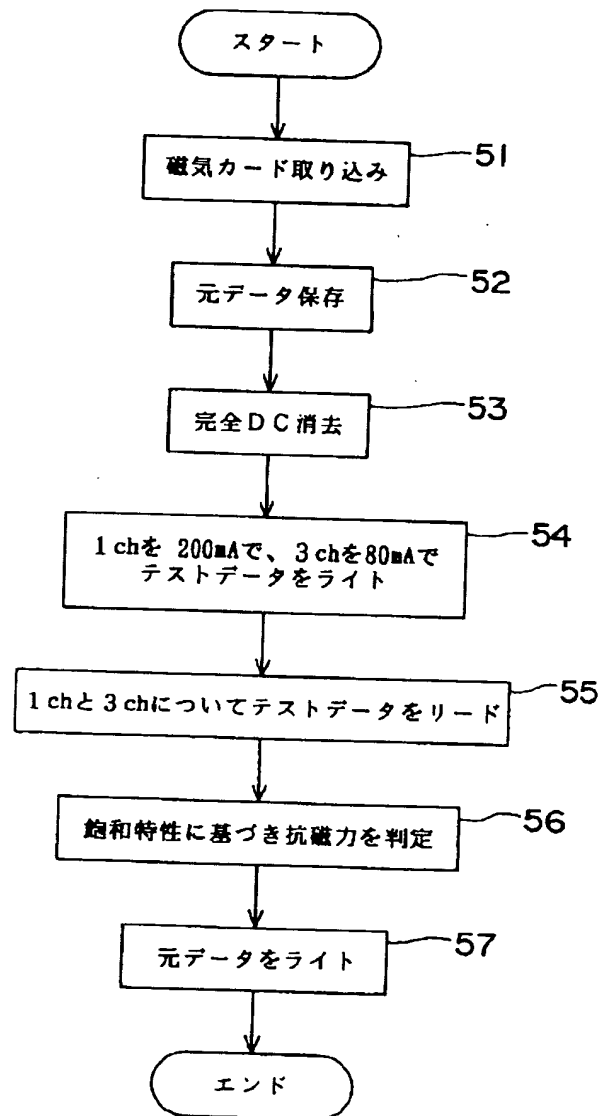 スタート
磁気カード取り込み
51
元データ保存
52
完全DC消去
53
1chを 200mAで、3chを80mAで
テストデータをライト
54
1chと3chについてテストデータをリード
55
飽和特性に基づき抗磁力を判定
56
元データをライト
57
エンド